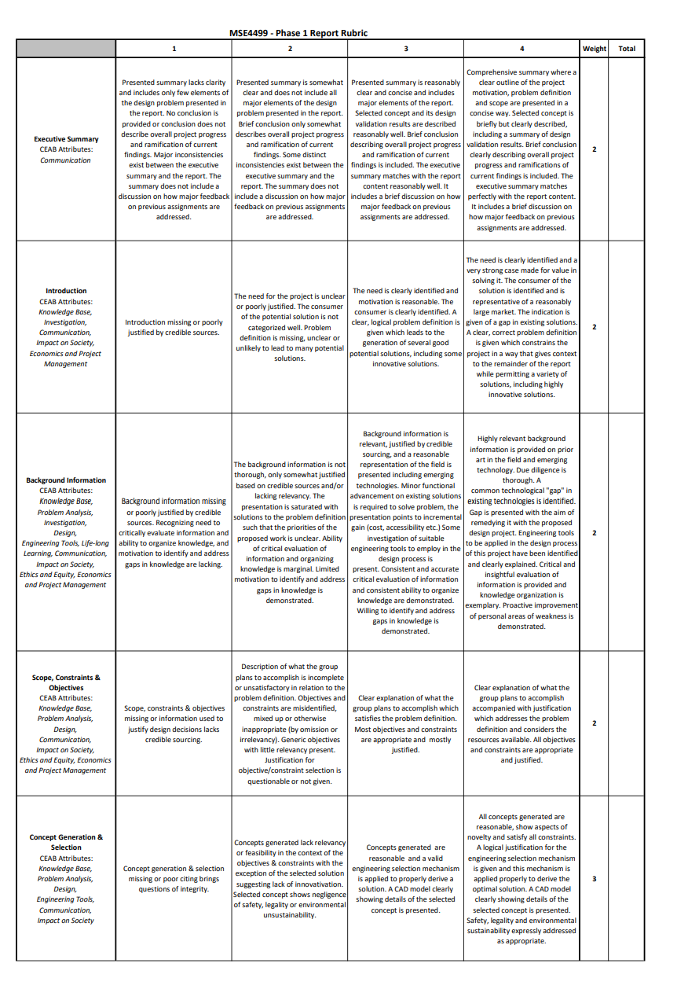 MSE4499 - Phase 1 Report Rubric
1 2 3 4 Weight Total
Executive Summary
CEAB Attributes:
Communication
Presented summary lacks clarity
and includes only few elements of
the design problem presented in
the report. No conclusion is
provided or conclusion does not
describe overall project progress
and ramification of current
findings. Major inconsistencies
exist between the executive
summary and the report. The
summary does not include a
discussion on how major feedback
on previous assignments are
addressed.
Presented summary is somewhat
clear and does not include all
major elements of the design
problem presented in the report.
Brief conclusion only somewhat
describes overall project progress
and ramification of current
findings. Some distinct
inconsistencies exist between the
executive summary and the
report. The summary does not
include a discussion on how major
feedback on previous assignments
are addressed.
Presented summary is reasonably
clear and concise and includes
major elements of the report.
Selected concept and its design
validation results are described
reasonably well. Brief conclusion
describing overall project progress
and ramification of current
findings is included. The executive
summary matches with the report
content reasonably well. It
includes a brief discussion on how
major feedback on previous
assignments are addressed.
Comprehensive summary where a
clear outline of the project
motivation, problem definition
and scope are presented in a
concise way. Selected concept is
briefly but clearly described,
including a summary of design
validation results. Brief conclusion
clearly describing overall project
progress and ramifications of
current findings is included. The
executive summary matches
perfectly with the report content.
It includes a brief discussion on
how major feedback on previous
assignments are addressed.
2
Introduction
CEAB Attributes:
Knowledge Base,
Investigation,
Communication,
Impact on Society,
Economics and Project
Management
Introduction missing or poorly
justified by credible sources.
The need for the project is unclear
or poorly justified. The consumer
of the potential solution is not
categorized well. Problem
definition is missing, unclear or
unlikely to lead to many potential
solutions.
The need is clearly identified and
motivation is reasonable. The
consumer is clearly identified. A
clear, logical problem definition is
given which leads to the
generation of several good
potential solutions, including some
innovative solutions.
The need is clearly identified and a
very strong case made for value in
solving it. The consumer of the
solution is identified and is
representative of a reasonably
large market. The indication is
given of a gap in existing solutions.
A clear, correct problem definition
is given which constrains the
project in a way that gives context
to the remainder of the report
while permitting a variety of
solutions, including highly
innovative solutions.
2
Background Information
CEAB Attributes:
Knowledge Base,
Problem Analysis,
Investigation,
Design,
Engineering Tools, Life-long
Learning, Communication,
Impact on Society,
Ethics and Equity, Economics
and Project Management
Background information missing
or poorly justified by credible
sources. Recognizing need to
critically evaluate information and
ability to organize knowledge, and
motivation to identify and address
gaps in knowledge are lacking.
The background information is not
thorough, only somewhat justified
based on credible sources and/or
lacking relevancy. The
presentation is saturated with
solutions to the problem definition
such that the priorities of the
proposed work is unclear. Ability
of critical evaluation of
information and organizing
knowledge is marginal. Limited
motivation to identify and address
gaps in knowledge is
demonstrated.
Background information is
relevant, justified by credible
sourcing, and a reasonable
representation of the field is
presented including emerging
technologies. Minor functional
advancement on existing solutions
is required to solve problem, the
presentation points to incremental
gain (cost, accessibility etc.) Some
investigation of suitable
engineering tools to employ in the
design process is
present. Consistent and accurate
critical evaluation of information
and consistent ability to organize
knowledge are demonstrated.
Willing to identify and address
gaps in knowledge is
demonstrated.
Highly relevant background
information is provided on prior
art in the field and emerging
technology. Due diligence is
thorough. A
common technological "gap" in
existing technologies is identified.
Gap is presented with the aim of
remedying it with the proposed
design project. Engineering tools
to be applied in the design process
of this project have been identified
and clearly explained. Critical and
insightful evaluation of
information is provided and
knowledge organization is
exemplary. Proactive improvement
of personal areas of weakness is
demonstrated.
2
Scope, Constraints &
Objectives
CEAB Attributes:
Knowledge Base,
Problem Analysis,
Design,
Communication,
Impact on Society,
Ethics and Equity, Economics
and Project Management
Scope, constraints & objectives
missing or information used to
justify design decisions lacks
credible sourcing.
Description of what the group
plans to accomplish is incomplete
or unsatisfactory in relation to the
problem definition. Objectives and
constraints are misidentified,
mixed up or otherwise
inappropriate (by omission or
irrelevancy). Generic objectives
with little relevancy present.
Justification for
objective/constraint selection is
questionable or not given.
Clear explanation of what the
group plans to accomplish which
satisfies the problem definition.
Most objectives and constraints
are appropriate and mostly
justified.
Clear explanation of what the
group plans to accomplish
accompanied with justification
which addresses the problem
definition and considers the
resources available. All objectives
and constraints are appropriate
and justified.
2
Concept Generation &
Selection
CEAB Attributes:
Knowledge Base,
Problem Analysis,
Design,
Engineering Tools,
Communication,
Impact on Society
Concept generation & selection
missing or poor citing brings
questions of integrity.
Concepts generated lack relevancy
or feasibility in the context of the
objectives & constraints with the
exception of the selected solution
suggesting lack of innovativation.
Selected concept shows negligence
of safety, legality or environmental
unsustainability.
Concepts generated are
reasonable and a valid
engineering selection mechanism
is applied to properly derive a
solution. A CAD model clearly
showing details of the selected
concept is presented.
All concepts generated are
reasonable, show aspects of
novelty and satisfy all constraints.
A logical justification for the
engineering selection mechanism
is given and this mechanism is
applied properly to derive the
optimal solution. A CAD model
clearly showing details of the
selected concept is presented.
Safety, legality and environmental
sustainability expressly addressed
as appropriate.
3